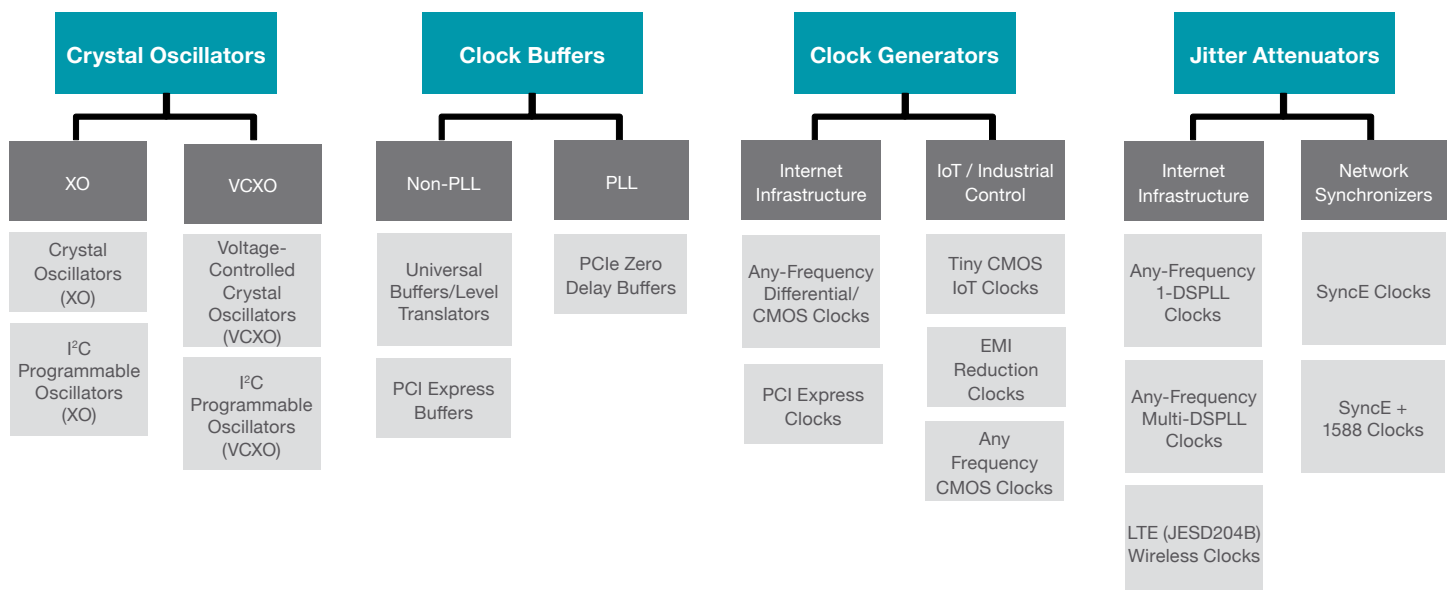 Crystal Oscillators
XO
Crystal
Oscillators
(XO)
I²C
Programmable
Oscillators
(XO)
VCXO
Voltage-
Controlled
Crystal
Oscillators
(VCXO)
I²C
Programmable
Oscillators
(VCXO)
Clock Buffers
Non-PLL
Universal
Buffers/Level
Translators
PCI Express
Buffers
PLL
PCIe Zero
Delay Buffers
Clock Generators
Internet
Infrastructure
Any-Frequency
Differential/
CMOS Clocks
PCI Express
Clocks
IoT / Industrial
Control
Tiny CMOS
IoT Clocks
EMI
Reduction
Clocks
Any
Frequency
CMOS Clocks
Jitter Attenuators
Internet
Infrastructure
Any-Frequency
1-DSPLL
Clocks
Any-Frequency
Multi-DSPLL
Clocks
LTE (JESD204B)
Wireless Clocks
Network
Synchronizers
SyncE Clocks
SyncE +
1588 Clocks